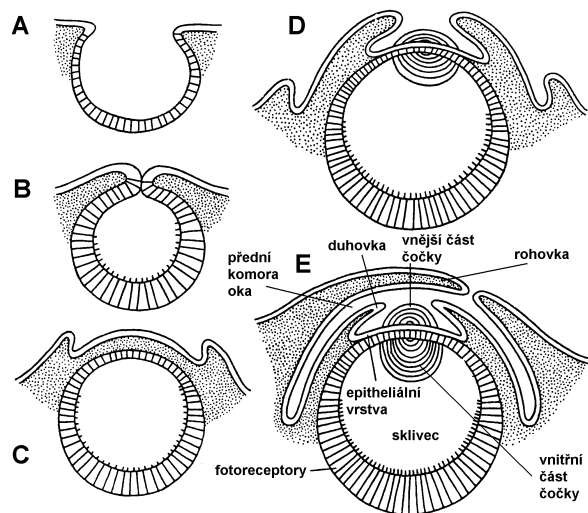 A
D
B
přední
komora
oka
duhovka
vnější část
čočky
rohovka
E
epitheliální
vrstva
sklivec
C
fotoreceptory
vnitřní
část
čočky